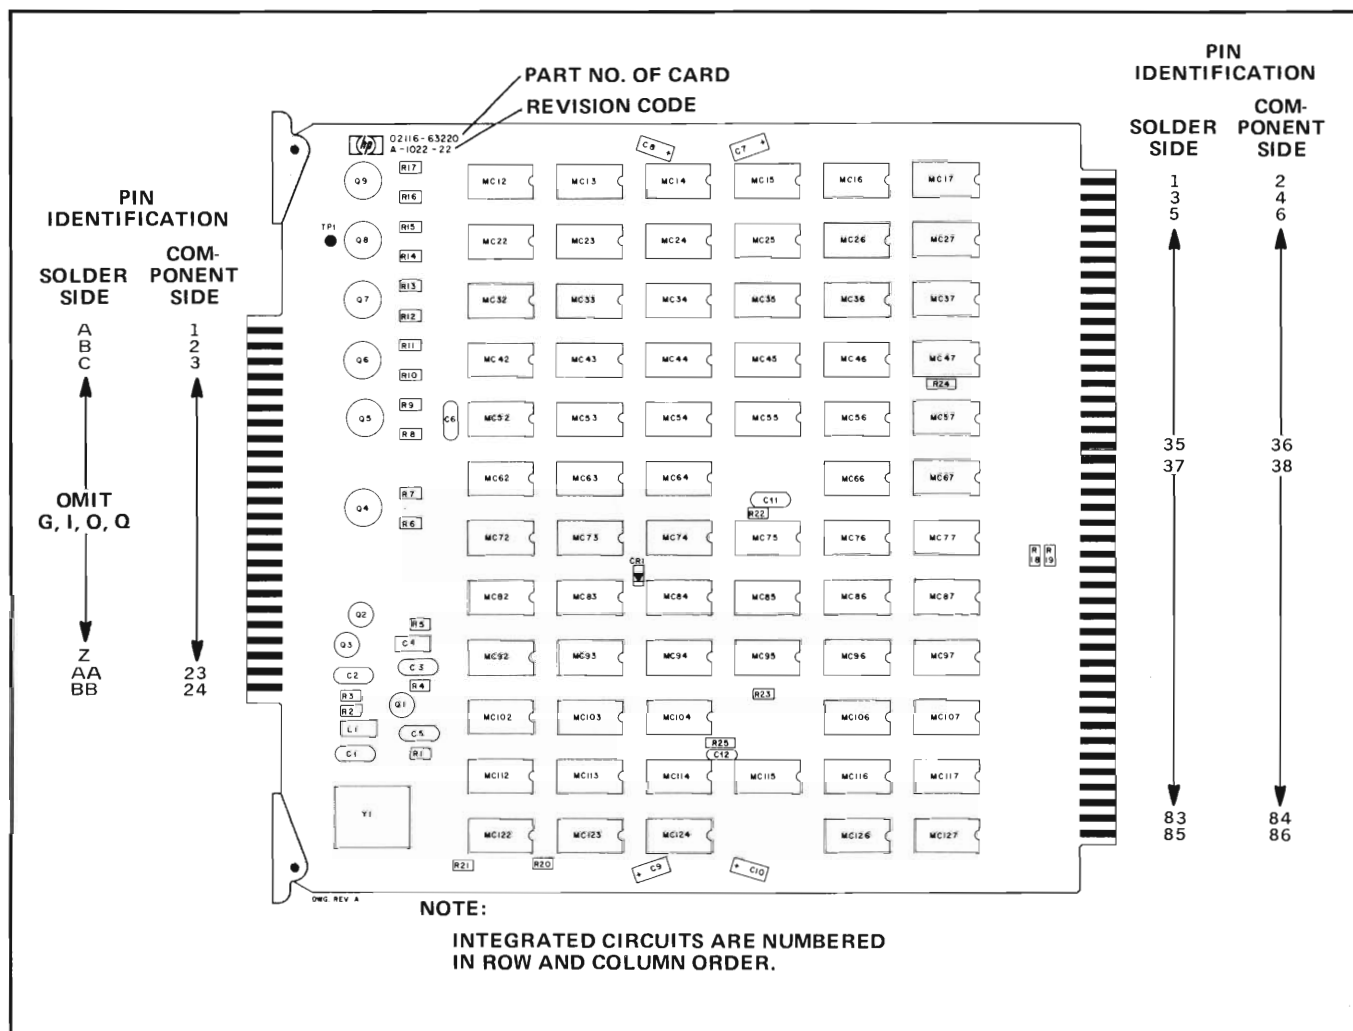 PART NO. OF CARD
REVISION CODE
hp
02116-63220
A-1022-22
PIN
IDENTIFICATION
SOLDER
SIDE
COM-
PONENT
SIDE
1 2
3 4
5 6
35 36
37 38
83 84
85 86
PIN
IDENTIFICATION
SOLDER
SIDE
COM-
PONENT
SIDE
A 1
B 2
C 3
OMIT
G, I, O, Q
Z
AA 23
BB 24
C8 + C7 +
Q9 R17 MC12 MC13 MC14 MC15 MC16 MC17
R16
TP1 Q8 R15 MC22 MC23 MC24 MC25 MC26 MC27
R14
Q7 R13 MC32 MC33 MC34 MC35 MC36 MC37
R12
Q6 R11 MC42 MC43 MC44 MC45 MC46 MC47
R10 R24
Q5 R9 C6 MC52 MC53 MC54 MC55 MC56 MC57
R8
MC62 MC63 MC64 MC66 MC67
Q4 R7 C11
R6 R22
MC72 MC73 MC74 MC75 MC76 MC77
R18 R19
CR1
MC82 MC83 MC84 MC85 MC86 MC87
Q2 R5
Q3 C4 MC92 MC93 MC94 MC95 MC96 MC97
C2 C3
R3 R4 R23
R2 Q1 MC102 MC103 MC104 MC106 MC107
L1 C5
C1 R1 R25
C12
MC112 MC113 MC114 MC115 MC116 MC117
Y1 MC122 MC123 MC124 MC126 MC127
R21 R20 + C9 + C10
DWG. REV A
NOTE:
INTEGRATED CIRCUITS ARE NUMBERED
IN ROW AND COLUMN ORDER.